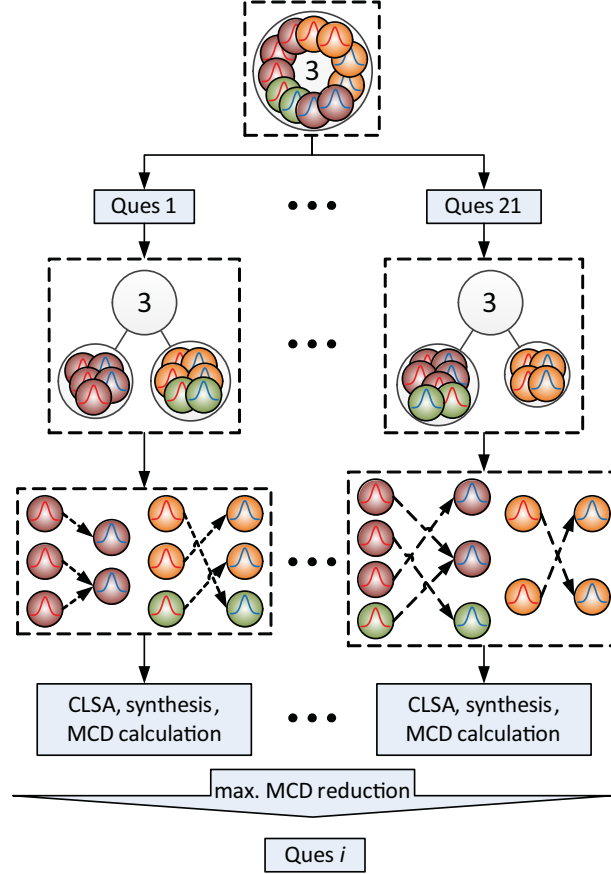 3
Ques 1
Ques 21
3
3
CLSA, synthesis,
MCD calculation
CLSA, synthesis,
MCD calculation
max. MCD reduction
Ques i